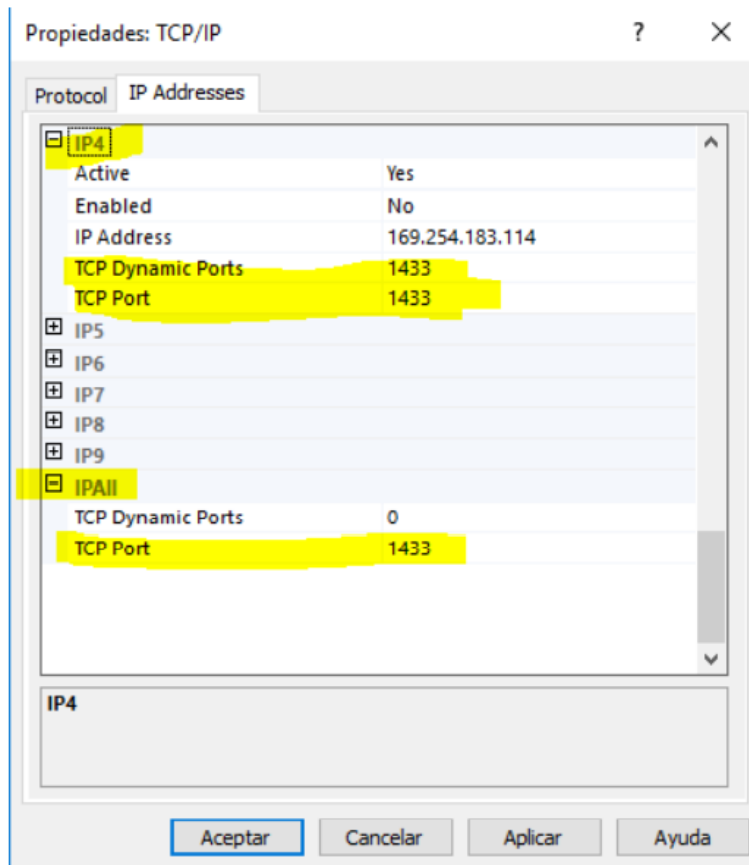 Propiedades: TCP/IP ? ×
Protocol IP Addresses
IP4
Active Yes
Enabled No
IP Address 169.254.183.114
TCP Dynamic Ports 1433
TCP Port 1433
IP5
IP6
IP7
IP8
IP9
IPAll
TCP Dynamic Ports 0
TCP Port 1433
IP4
Aceptar Cancelar Aplicar Ayuda